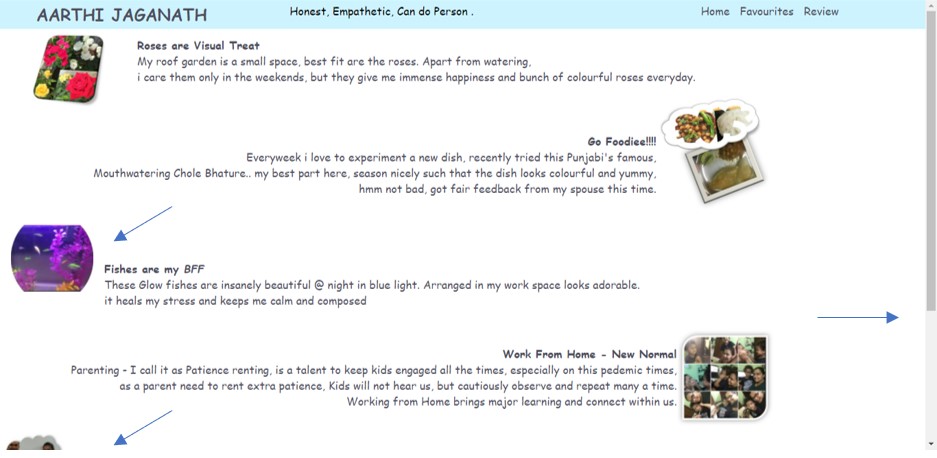 AARTHI JAGANATH
Honest, Empathetic, Can do Person .
Home Favourites Review
Roses are Visual Treat
My roof garden is a small space, best fit are the roses. Apart from watering,
i care them only in the weekends, but they give me immense happiness and bunch of colourful roses everyday.
Go Foodiee!!!!
Everyweek i love to experiment a new dish, recently tried this Punjabi's famous,
Mouthwatering Chole Bhature.. my best part here, season nicely such that the dish looks colourful and yummy,
hmm not bad, got fair feedback from my spouse this time.
Fishes are my BFF
These Glow fishes are insanely beautiful @ night in blue light. Arranged in my work space looks adorable.
it heals my stress and keeps me calm and composed
Work From Home - New Normal
Parenting - I call it as Patience renting, is a talent to keep kids engaged all the times, especially on this pedemic times,
as a parent need to rent extra patience, Kids will not hear us, but cautiously observe and repeat many a time.
Working from Home brings major learning and connect within us.